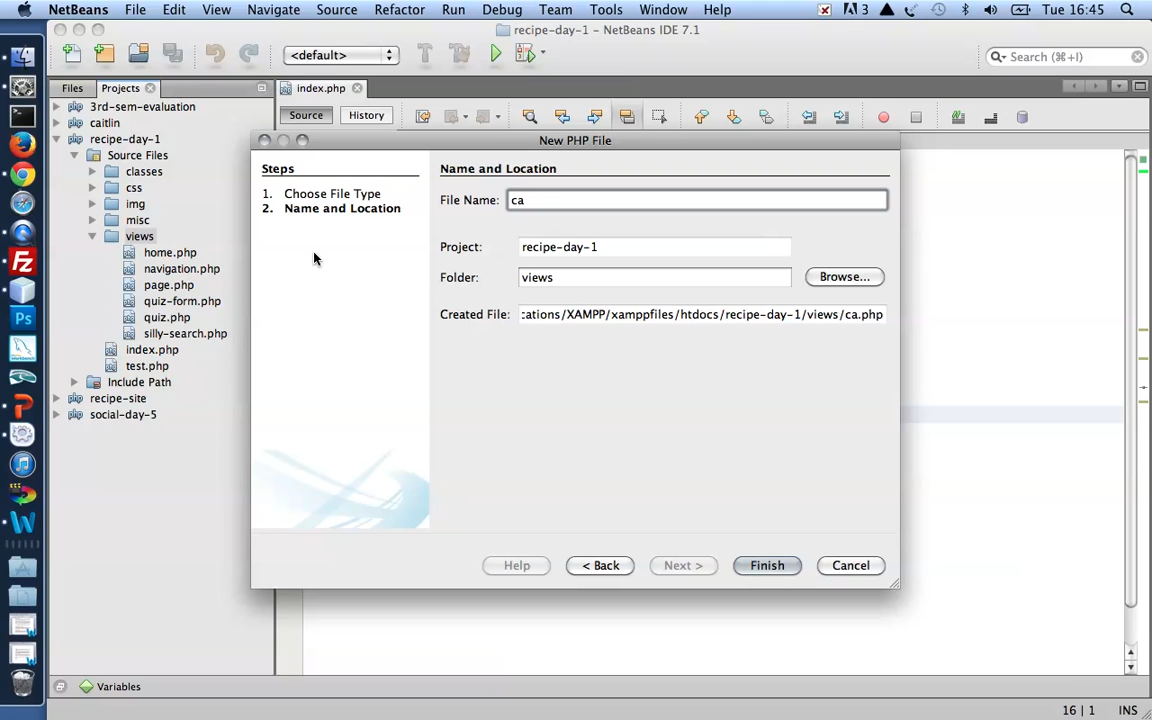 NetBeans File Edit View Navigate Source Refactor Run Debug Team Tools Window Help 3 Tue 16:45
recipe-day-1 – NetBeans IDE 7.1
<default>
Search (⌘+I)
Files Projects index.php
Source History
3rd-sem-evaluation
caitlin
recipe-day-1
Source Files
classes
css
img
misc
views
home.php
navigation.php
page.php
quiz-form.php
quiz.php
silly-search.php
index.php
test.php
Include Path
recipe-site
social-day-5
New PHP File
Steps
1. Choose File Type
2. Name and Location
Name and Location
File Name: ca
Project: recipe-day-1
Folder: views Browse...
Created File: :ations/XAMPP/xamppfiles/htdocs/recipe-day-1/views/ca.php
Help < Back Next > Finish Cancel
Variables
16 | 1 INS